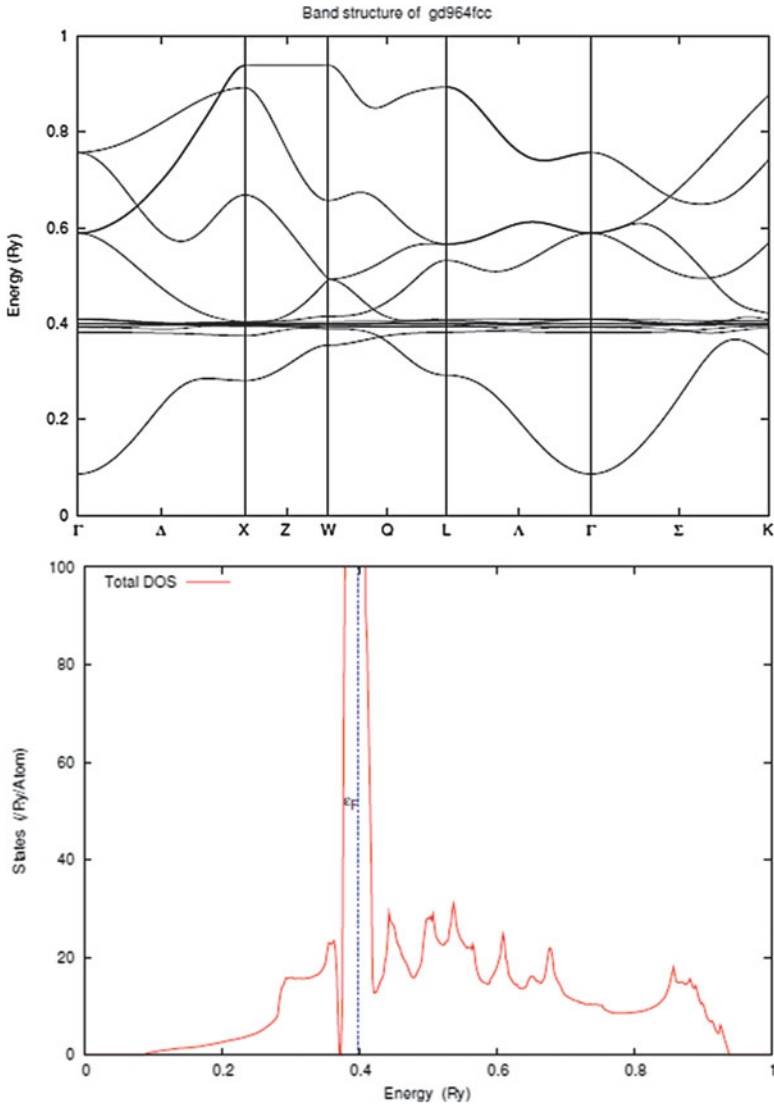 Band structure of gd964fcc
Energy (Ry)
1
0.8
0.6
0.4
0.2
0
Γ Δ X Z W Q L Λ Γ Σ K
Total DOS
States (/Ry/Atom)
100
80
60
40
20
0
εF
0 0.2 0.4 0.6 0.8 1
Energy (Ry)